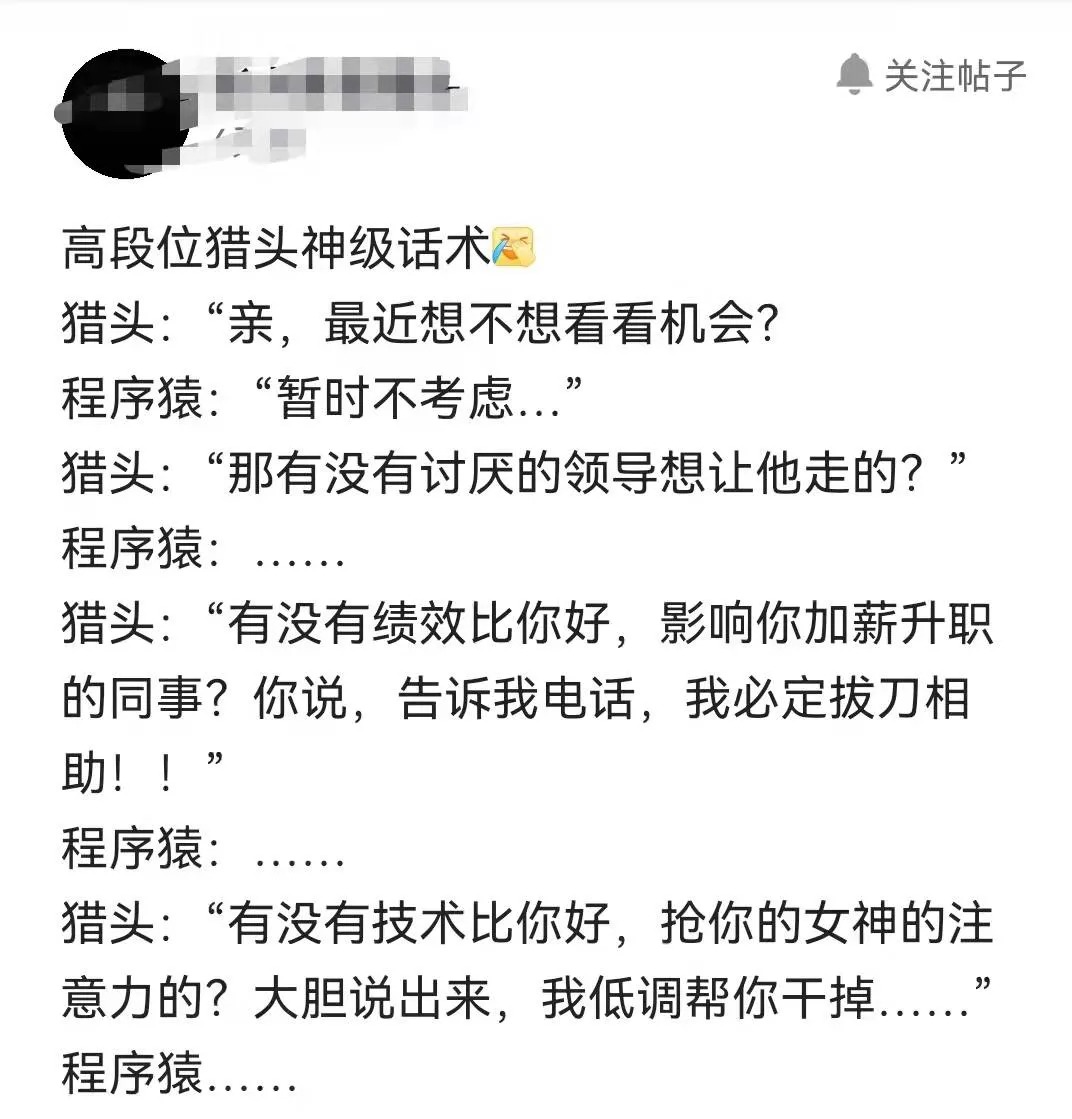 关注帖子
高段位猎头神级话术
猎头：“亲，最近想不想看看机会？
程序猿：“暂时不考虑...”
猎头：“那有没有讨厌的领导想让他走的？”
程序猿：……
猎头：“有没有绩效比你好，影响你加薪升职
的同事？你说，告诉我电话，我必定拔刀相
助！！”
程序猿：……
猎头：“有没有技术比你好，抢你的女神的注
意力的？大胆说出来，我低调帮你干掉……”
程序猿……